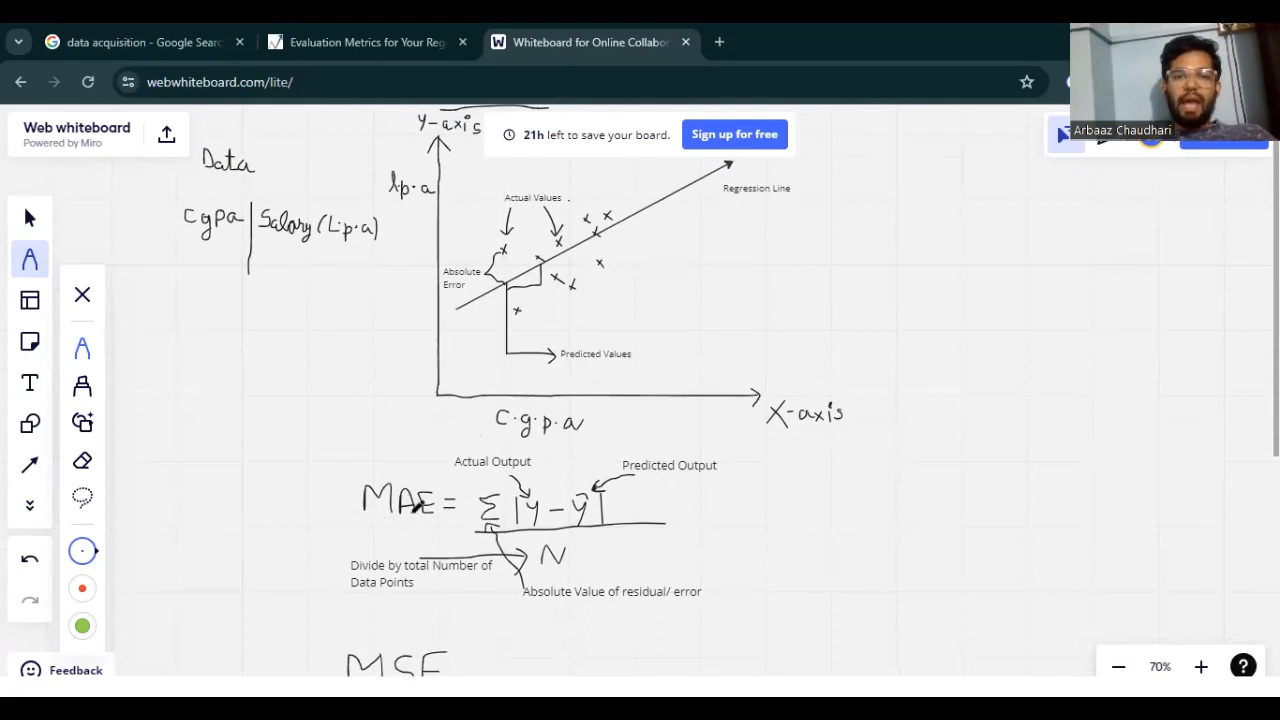 data acquisition - Google Searc
Evaluation Metrics for Your Reg
Whiteboard for Online Collabor
webwhiteboard.com/lite/
Arbaaz Chaudhari
Web whiteboard
Powered by Miro
21h left to save your board.
Sign up for free
Data
Cgpa | Salary (L.p.a)
y-axis
l.p.a
Actual Values
Regression Line
Absolute
Error
Predicted Values
C.g.p.a
X-axis
Actual Output
Predicted Output
MAE = Σ |y - ŷ|
N
Divide by total Number of
Data Points
Absolute Value of residual/ error
MSE
Feedback
70%